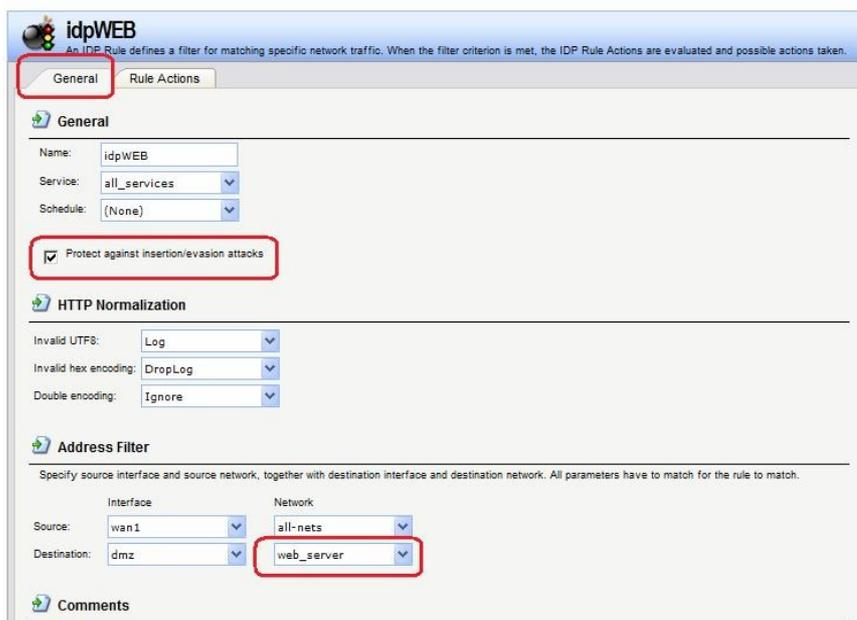 idpWEB
An IDP Rule defines a filter for matching specific network traffic. When the filter criterion is met, the IDP Rule Actions are evaluated and possible actions taken.
General Rule Actions
General
Name: idpWEB
Service: all_services
Schedule: (None)
Protect against insertion/evasion attacks
HTTP Normalization
Invalid UTF8: Log
Invalid hex encoding: DropLog
Double encoding: Ignore
Address Filter
Specify source interface and source network, together with destination interface and destination network. All parameters have to match for the rule to match.
Interface Network
Source: wan1 all-nets
Destination: dmz web_server
Comments